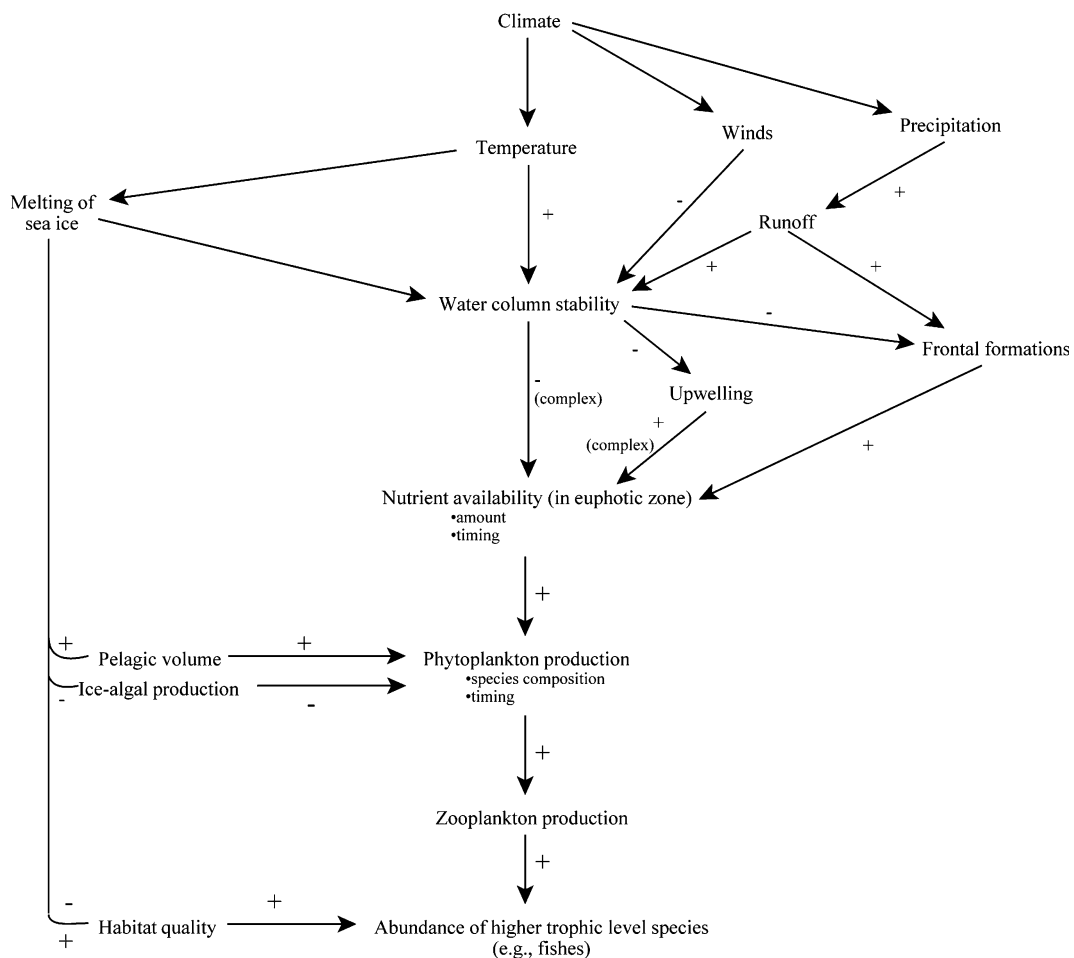 Climate
Winds
Precipitation
Temperature
Melting of
sea ice
-
+
+
Runoff
+
+
Water column stability
-
Frontal formations
-
-
(complex)
Upwelling
+
(complex)
+
Nutrient availability (in euphotic zone)
•amount
•timing
+
+
+
Pelagic volume
Phytoplankton production
Ice-algal production
•species composition
-
-
•timing
+
Zooplankton production
+
-
+
Habitat quality
Abundance of higher trophic level species
+
(e.g., fishes)